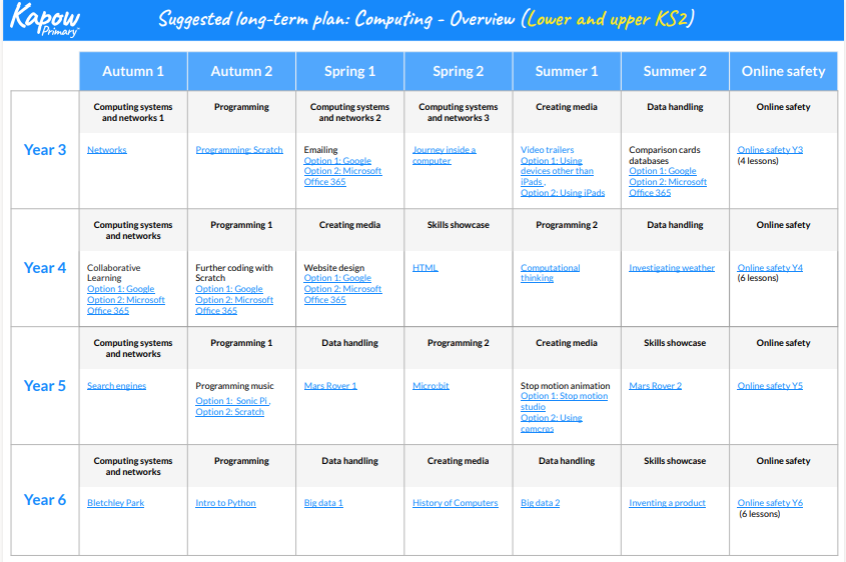 Kapow
Primary
Suggested long-term plan: Computing - Overview (Lower and upper KS2)
Autumn 1
Autumn 2
Spring 1
Spring 2
Summer 1
Summer 2
Online safety
Year 3
Computing systems
and networks 1
Networks
Programming
Programming: Scratch
Computing systems
and networks 2
Emailing
Option 1: Google
Option 2: Microsoft
Office 365
Computing systems
and networks 3
Journey inside a
computer
Creating media
Video trailers
Option 1: Using
devices other than
iPads .
Option 2: Using iPads
Data handling
Comparison cards
databases
Option 1: Google
Option 2: Microsoft
Office 365
Online safety
Online safety Y3
(4 lessons)
Year 4
Computing systems
and networks
Collaborative
Learning
Option 1: Google
Option 2: Microsoft
Office 365
Programming 1
Further coding with
Scratch
Option 1: Google
Option 2: Microsoft
Office 365
Creating media
Website design
Option 1: Google
Option 2: Microsoft
Office 365
Skills showcase
HTML
Programming 2
Computational
thinking
Data handling
Investigating weather
Online safety
Online safety Y4
(6 lessons)
Year 5
Computing systems
and networks
Search engines
Programming 1
Programming music
Option 1: Sonic Pi .
Option 2: Scratch
Data handling
Mars Rover 1
Programming 2
Micro:bit
Creating media
Stop motion animation
Option 1: Stop motion
studio
Option 2: Using
cameras
Skills showcase
Mars Rover 2
Online safety
Online safety Y5
Year 6
Computing systems
and networks
Bletchley Park
Programming
Intro to Python
Data handling
Big data 1
Creating media
History of Computers
Data handling
Big data 2
Skills showcase
Inventing a product
Online safety
Online safety Y6
(6 lessons)